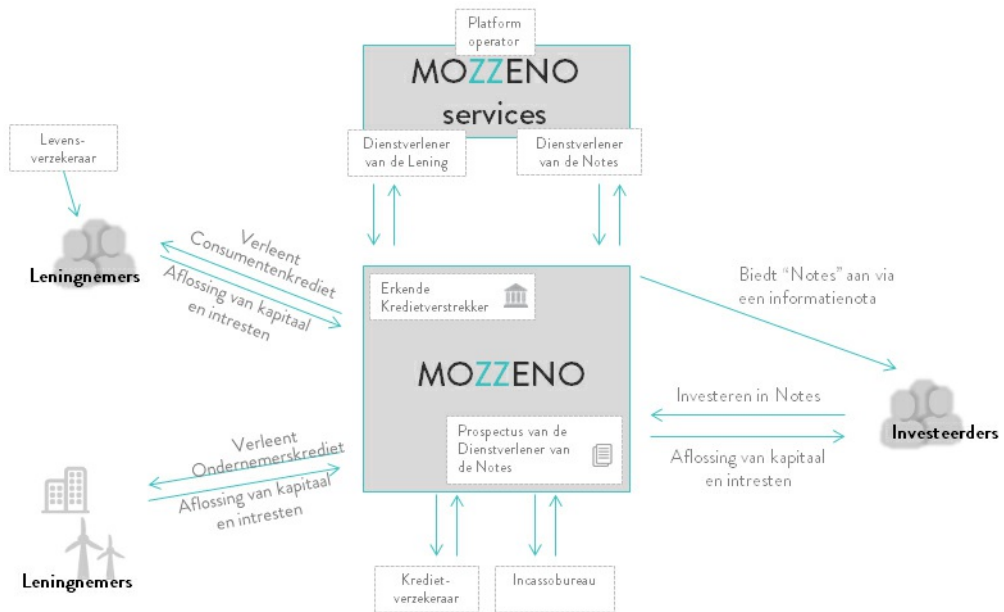 Platform
operator
MOZZENO
services
Dienstverlener
van de Lening
Dienstverlener
van de Notes
Levens-
verzekeraar
Leningnemers
Verleent
Consumentenkrediet
Aflossing van kapitaal
en intresten
Erkende
Kredietverstrekker
MOZZENO
Prospectus van de
Dienstverlener van
de Notes
Biedt "Notes" aan via
een informatienota
Investeren in Notes
Investeerders
Aflossing van kapitaal
en intresten
Verleent
Ondernemerskrediet
Aflossing van kapitaal
en intresten
Leningnemers
Krediet-
verzekeraar
Incassobureau